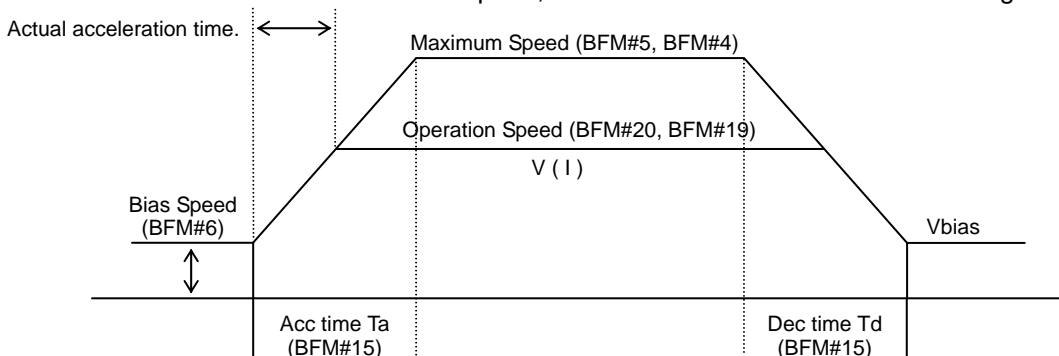 Actual acceleration time.
Maximum Speed (BFM#5, BFM#4)
Operation Speed (BFM#20, BFM#19)
V ( I )
Bias Speed
(BFM#6)
Vbias
Acc time Ta
(BFM#15)
Dec time Td
(BFM#15)